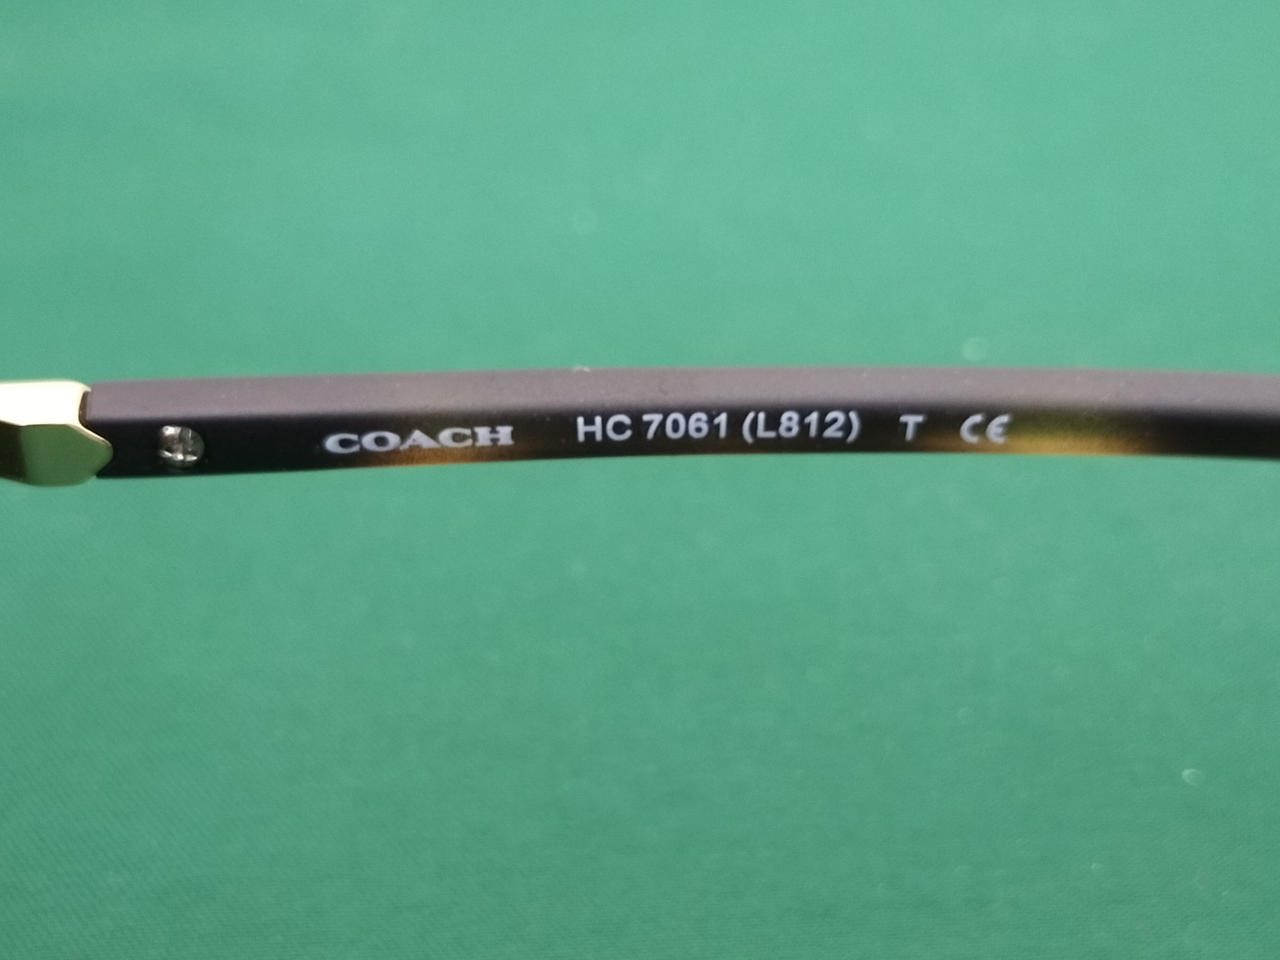 COACH HC 7061 (L812) T CE